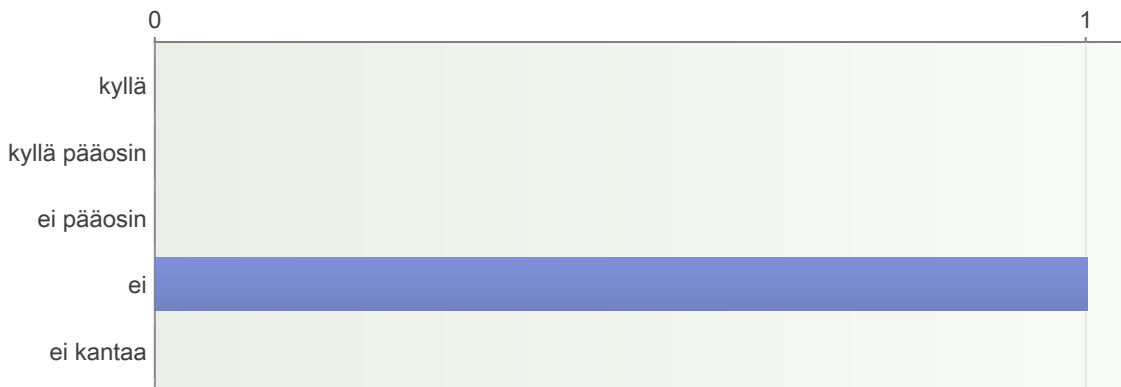 0 1
kyllä
kyllä pääosin
ei pääosin
ei
ei kantaa